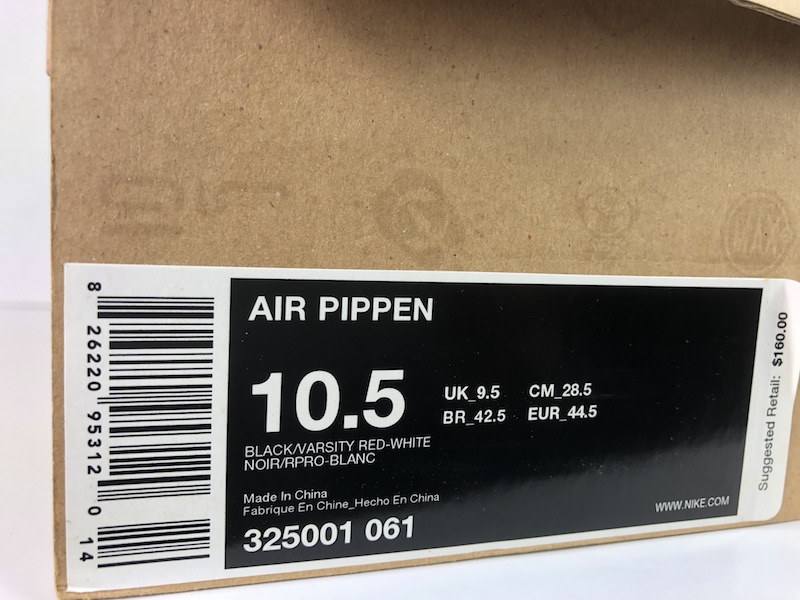 AIR PIPPEN
10.5
UK_9.5 CM_28.5
BR_42.5 EUR_44.5
BLACK/VARSITY RED-WHITE
NOIR/RPRO-BLANC
Made In China
Fabrique En Chine_Hecho En China
325001 061
WWW.NIKE.COM
Suggested Retail: $160.00
8 26220 95312 0 14